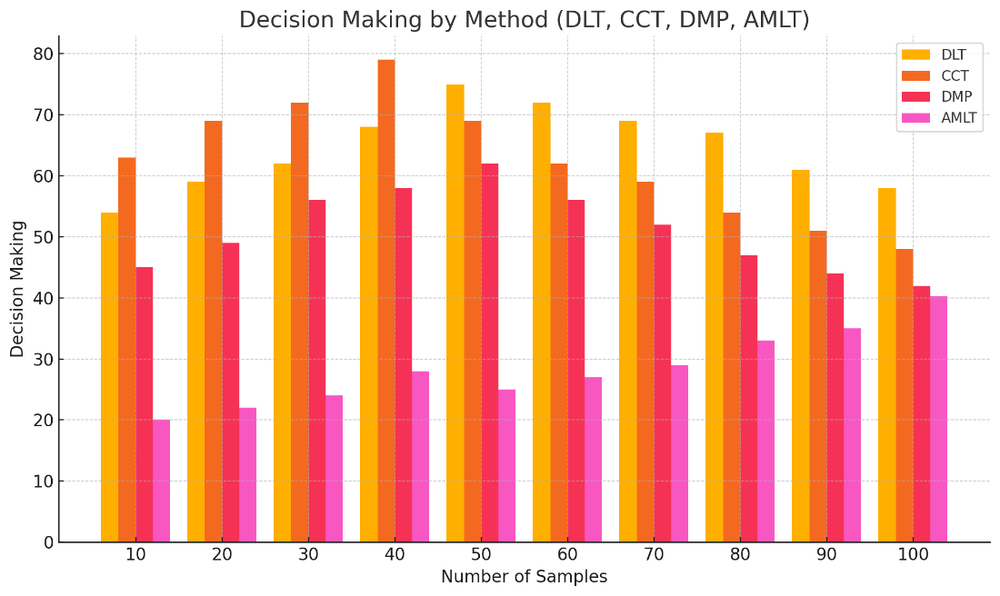 Decision Making by Method (DLT, CCT, DMP, AMLT)
DLT
CCT
DMP
AMLT
Decision Making
80
70
60
50
40
30
20
10
0
10 20 30 40 50 60 70 80 90 100
Number of Samples